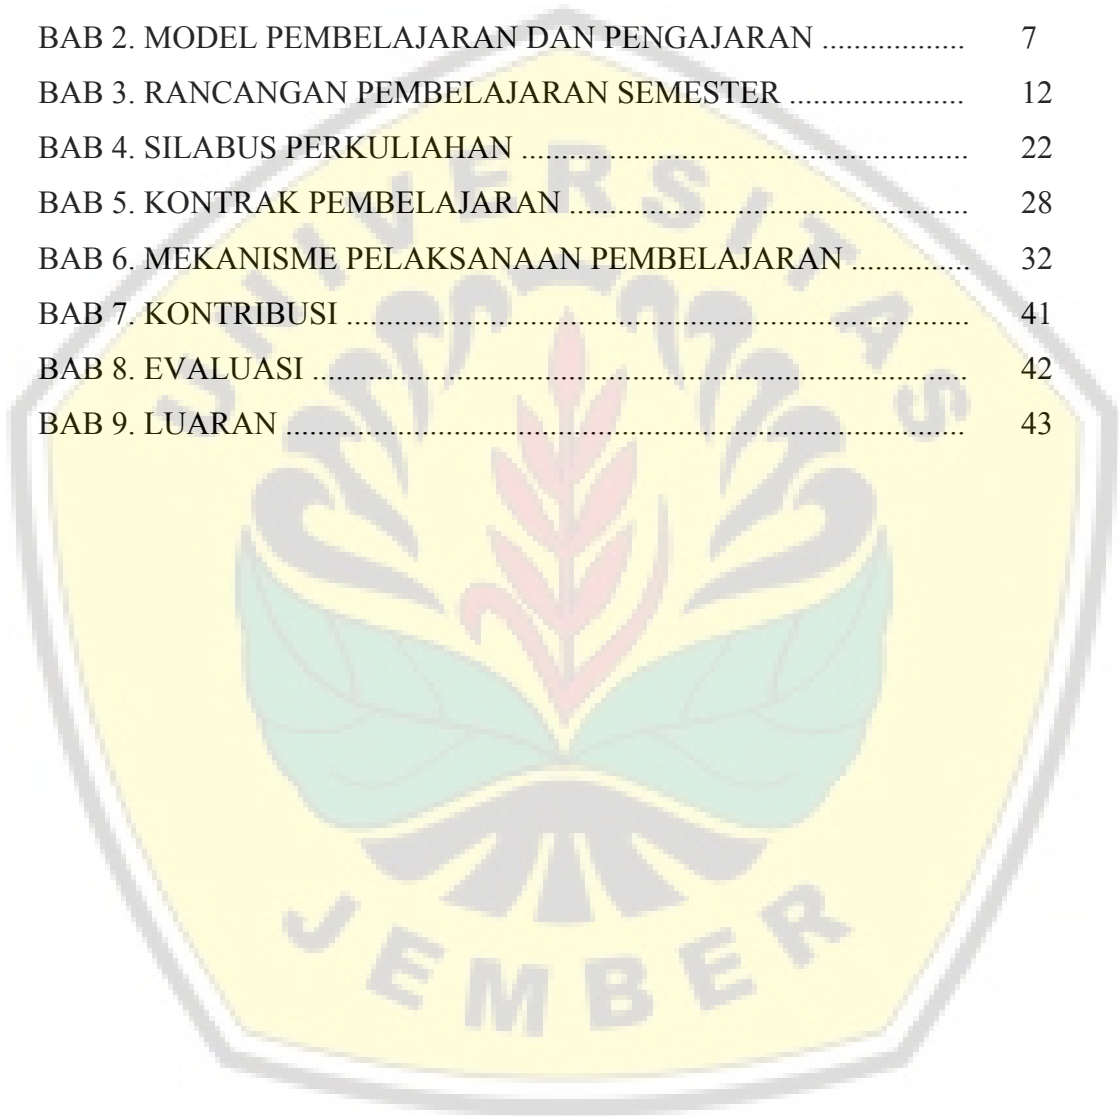 BAB 2. MODEL PEMBELAJARAN DAN PENGAJARAN ................. 7
BAB 3. RANCANGAN PEMBELAJARAN SEMESTER ..................... 12
BAB 4. SILABUS PERKULIAHAN ....................................................... 22
BAB 5. KONTRAK PEMBELAJARAN ................................................. 28
BAB 6. MEKANISME PELAKSANAAN PEMBELAJARAN .............. 32
BAB 7. KONTRIBUSI ............................................................................ 41
BAB 8. EVALUASI ................................................................................ 42
BAB 9. LUARAN ................................................................................... 43
UNIVERSITAS
JEMBER